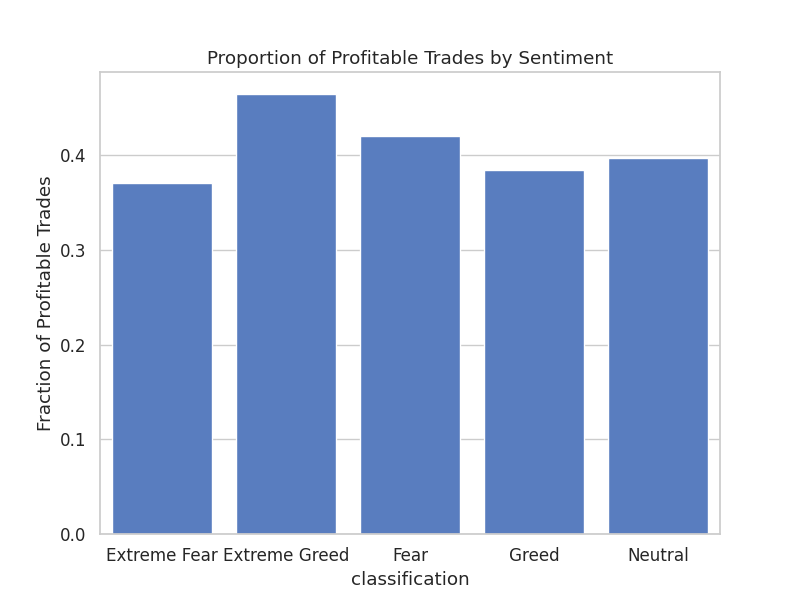 Proportion of Profitable Trades by Sentiment
Fraction of Profitable Trades
0.4
0.3
0.2
0.1
0.0
Extreme Fear Extreme Greed Fear Greed Neutral
classification